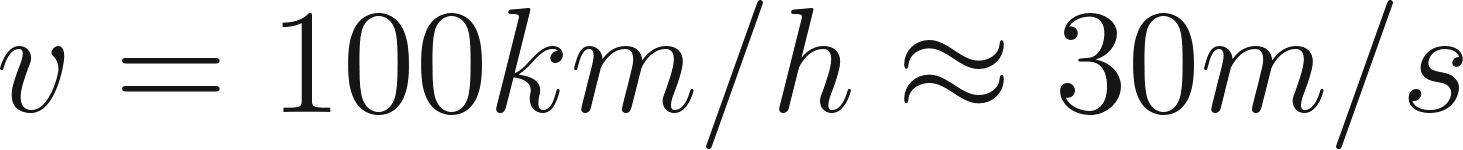 v = 100km/h ≈ 30m/s